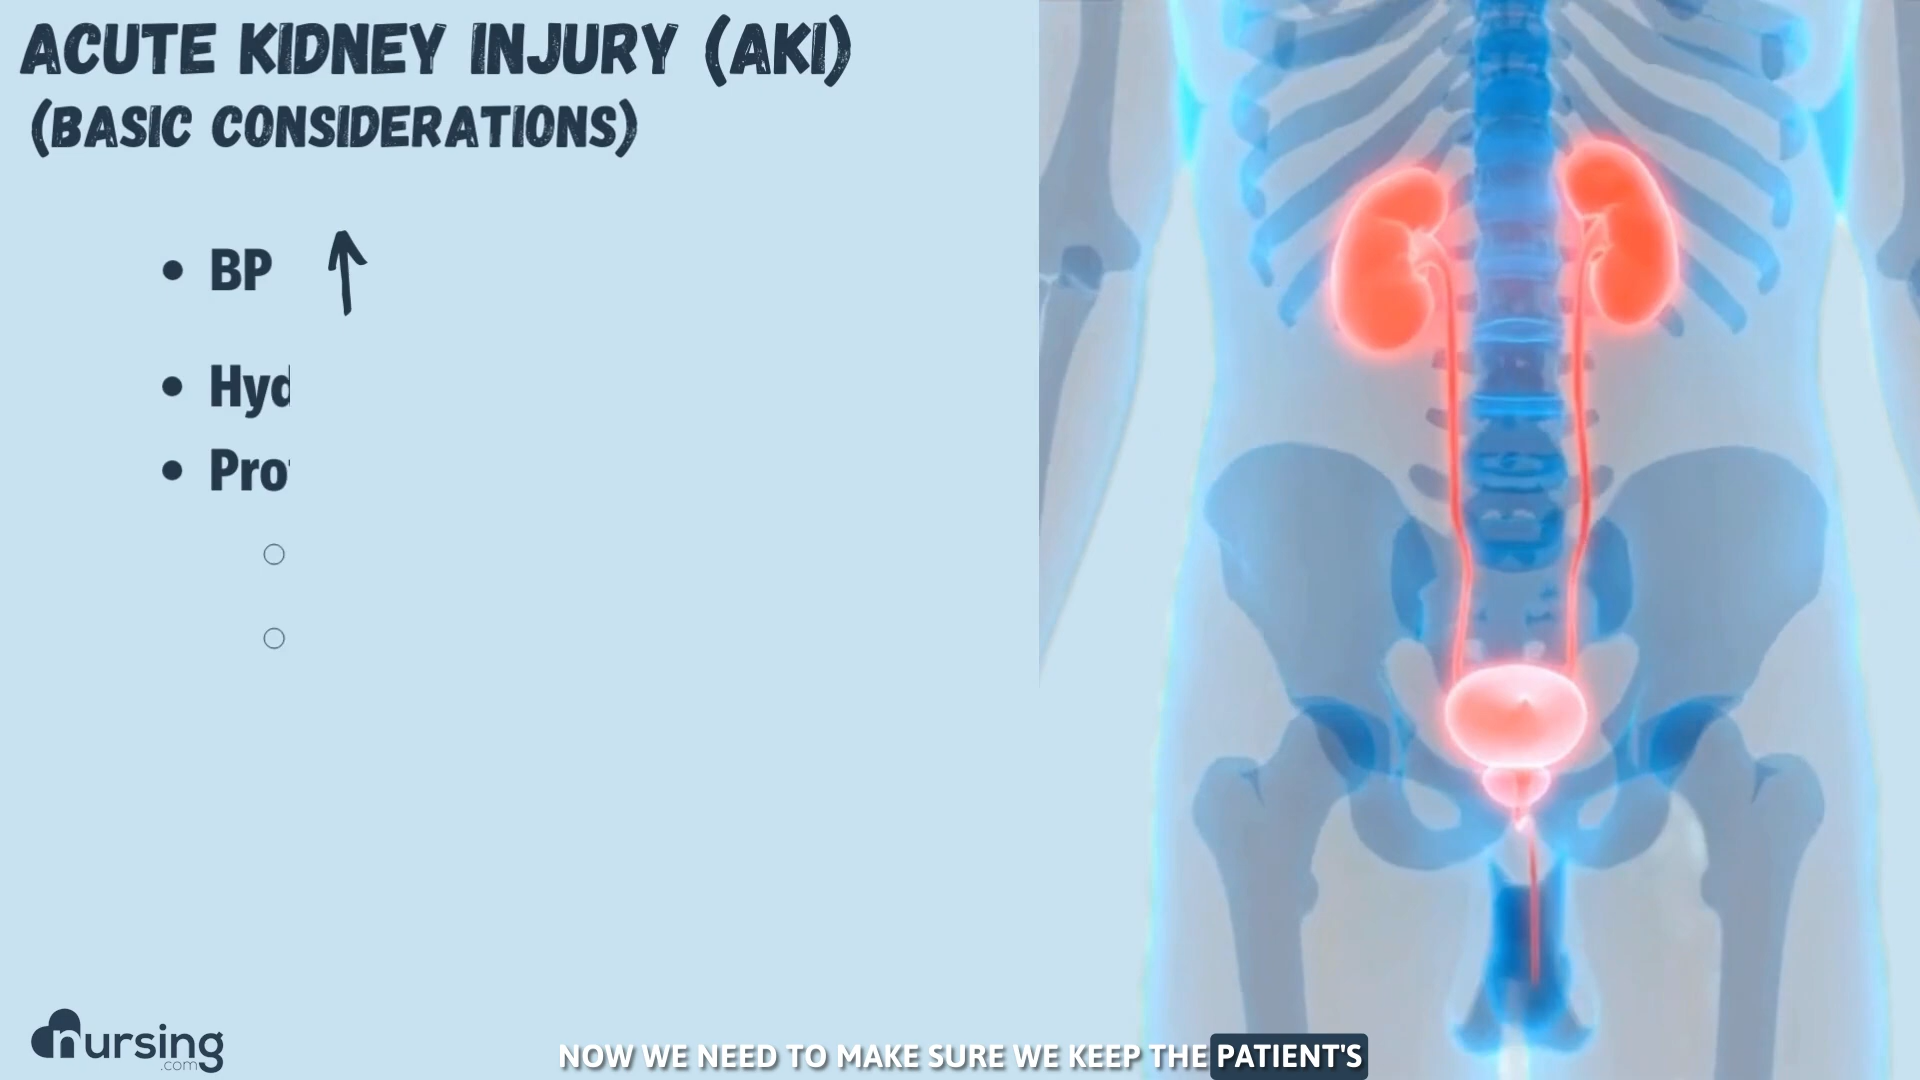 ACUTE KIDNEY INJURY (AKI)
(BASIC CONSIDERATIONS)
• BP ↑
• Hyd
• Pro
nursing
.com
NOW WE NEED TO MAKE SURE WE KEEP THE PATIENT'S